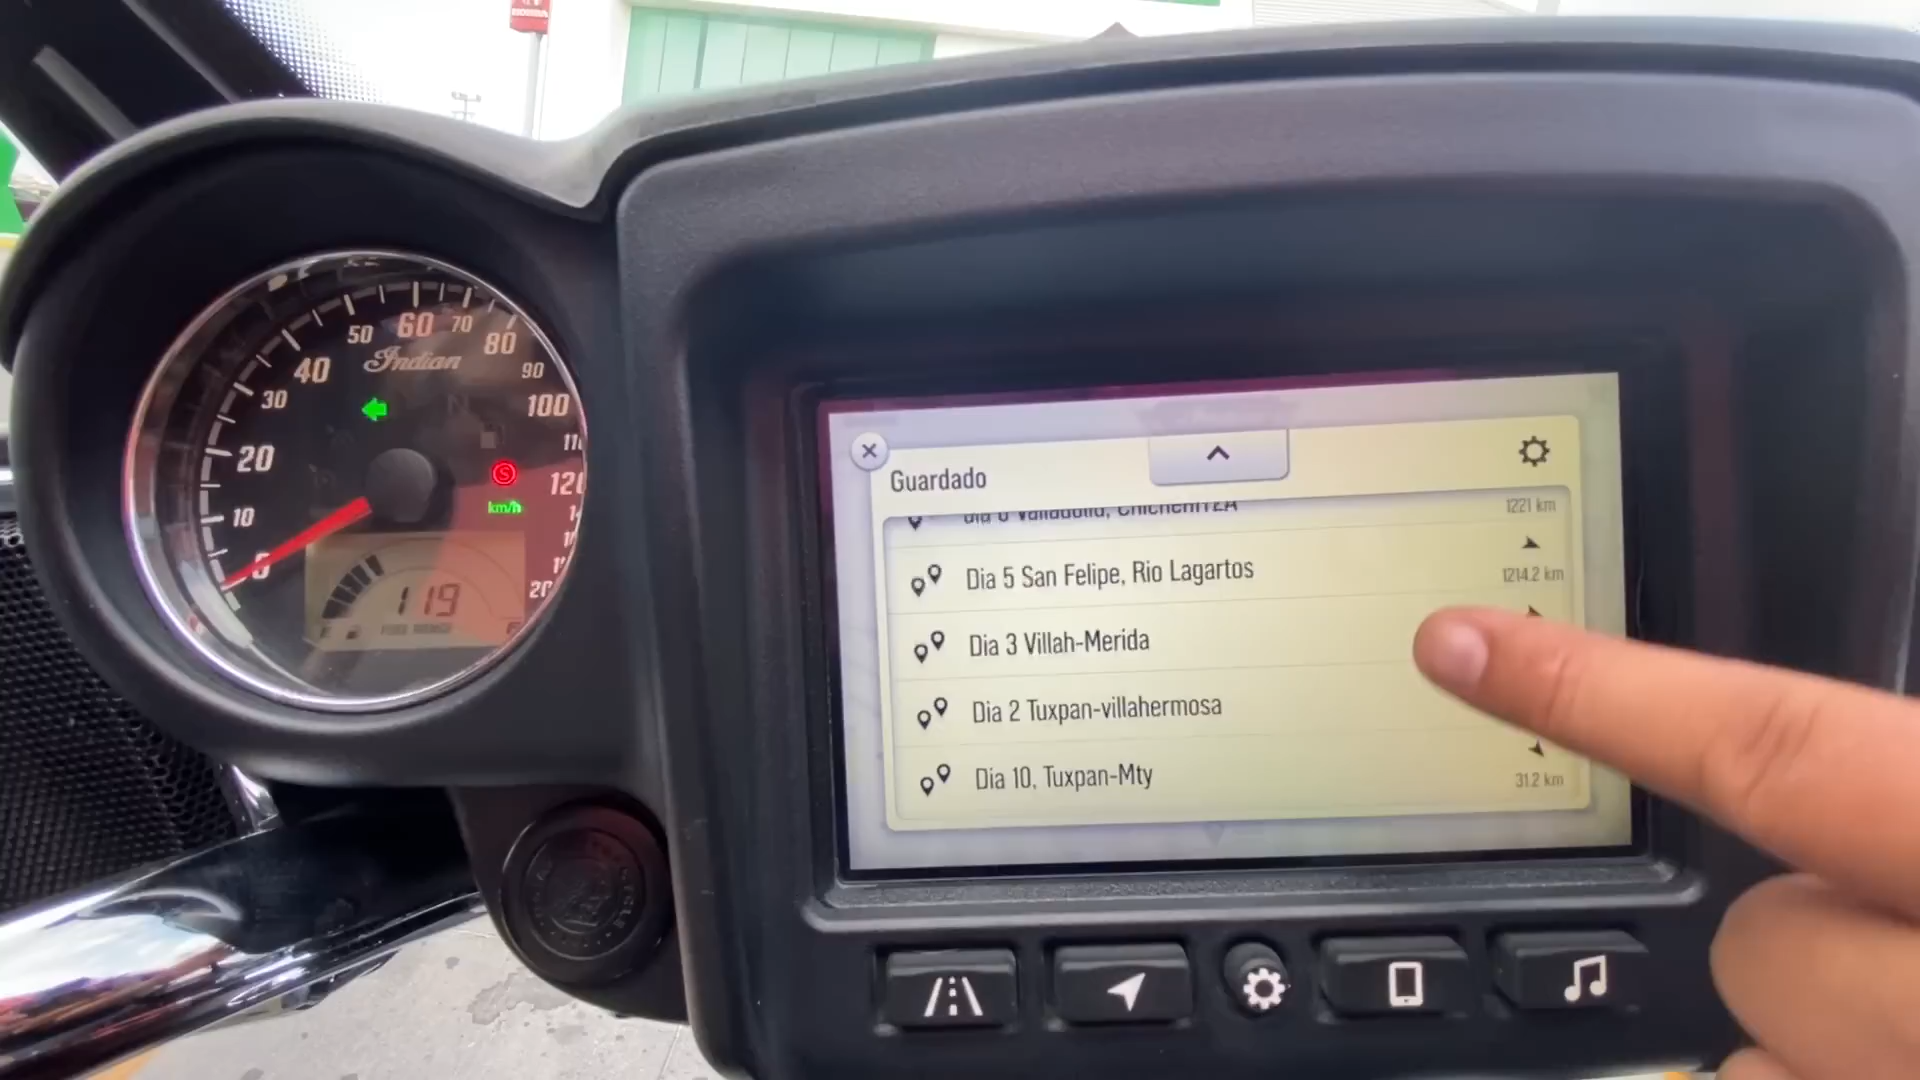 HONDA
50
60
70
80
Indian
40
90
30
100
20
120
km/h
10
0
119
E
Guardado
1221 km
Dia 5 San Felipe, Rio Lagartos
1214.2 km
Dia 3 Villah-Merida
Dia 2 Tuxpan-villahermosa
Dia 10, Tuxpan-Mty
31.2 km